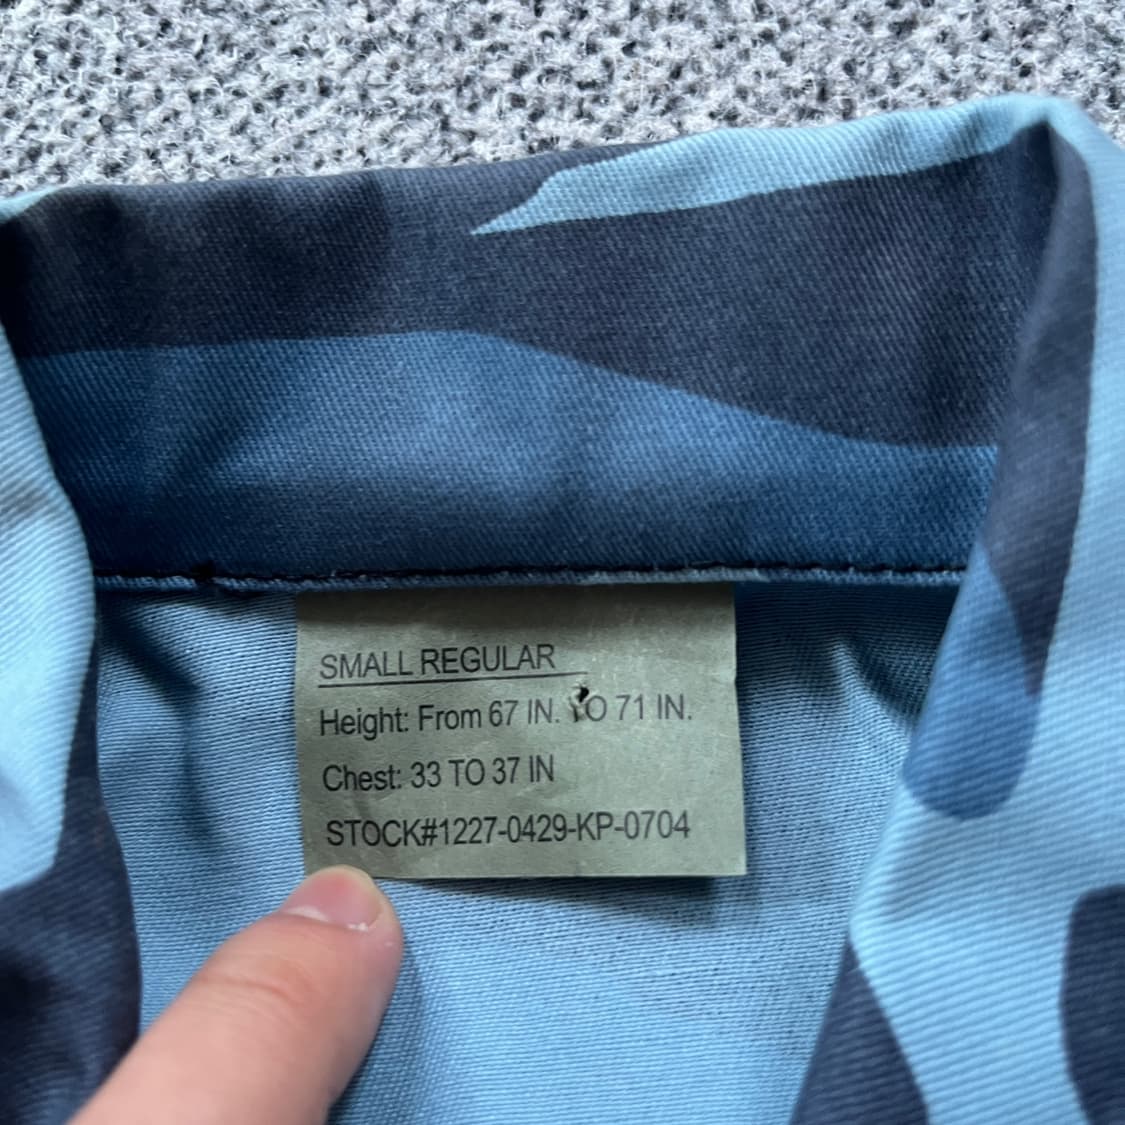 SMALL REGULAR
Height: From 67 IN. TO 71 IN.
Chest: 33 TO 37 IN
STOCK#1227-0429-KP-0704